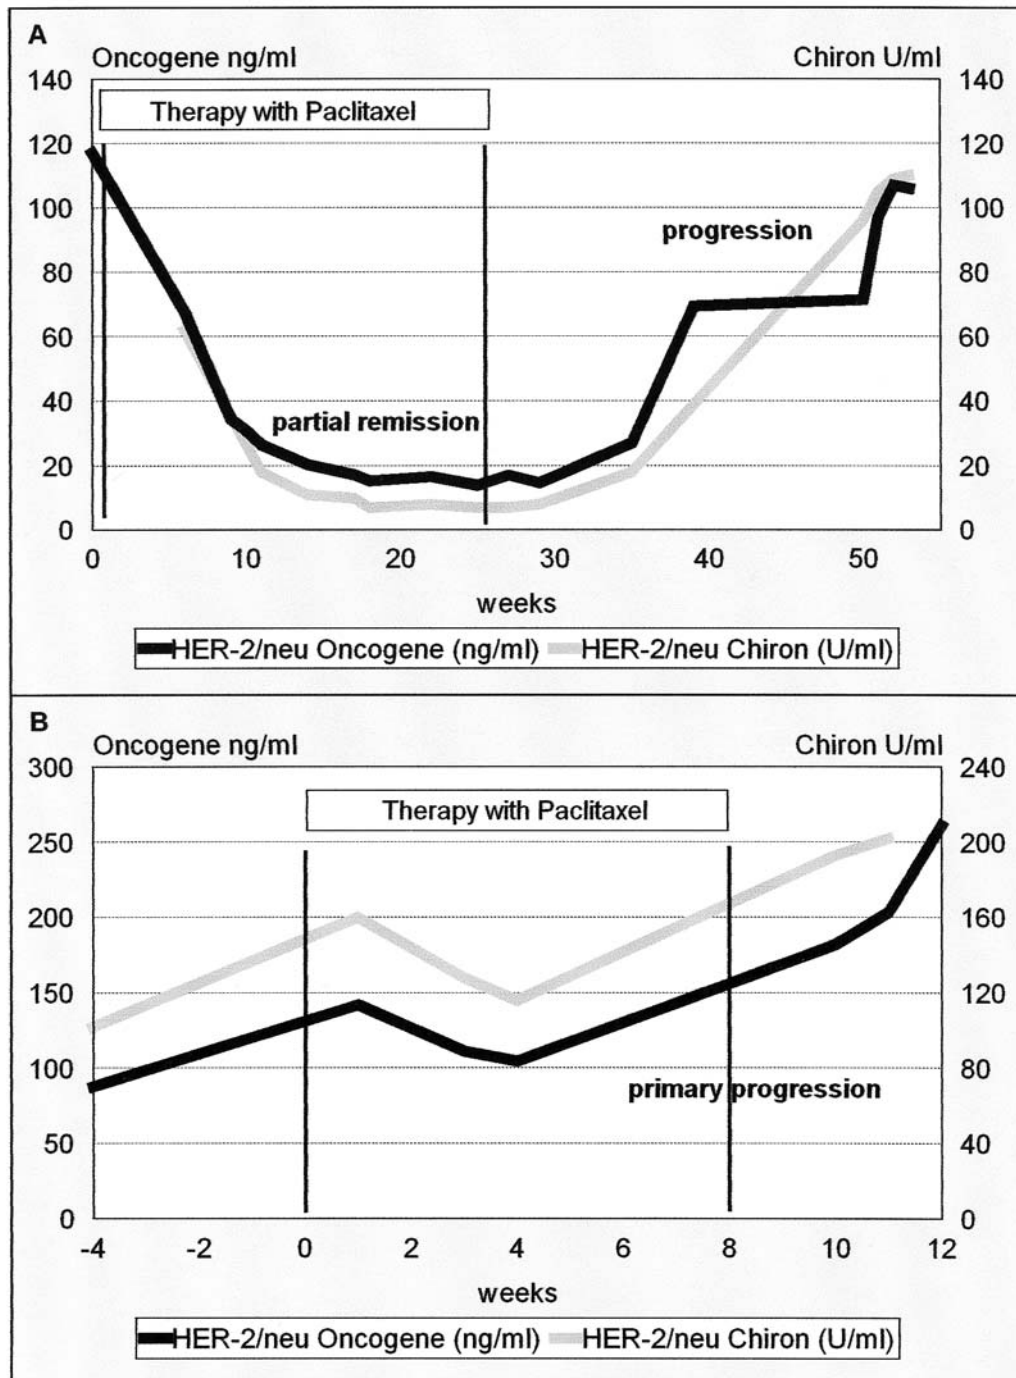 A
Oncogene ng/ml Chiron U/ml
140 140
Therapy with Paclitaxel
120 120
100 100
progression
80 80
60 60
40 40
partial remission
20 20
0 0
0 10 20 30 40 50
weeks
HER-2/neu Oncogene (ng/ml) HER-2/neu Chiron (U/ml)
B
Oncogene ng/ml Chiron U/ml
300 240
Therapy with Paclitaxel
250 200
200 160
150 120
100 80
primary progression
50 40
0 0
-4 -2 0 2 4 6 8 10 12
weeks
HER-2/neu Oncogene (ng/ml) HER-2/neu Chiron (U/ml)